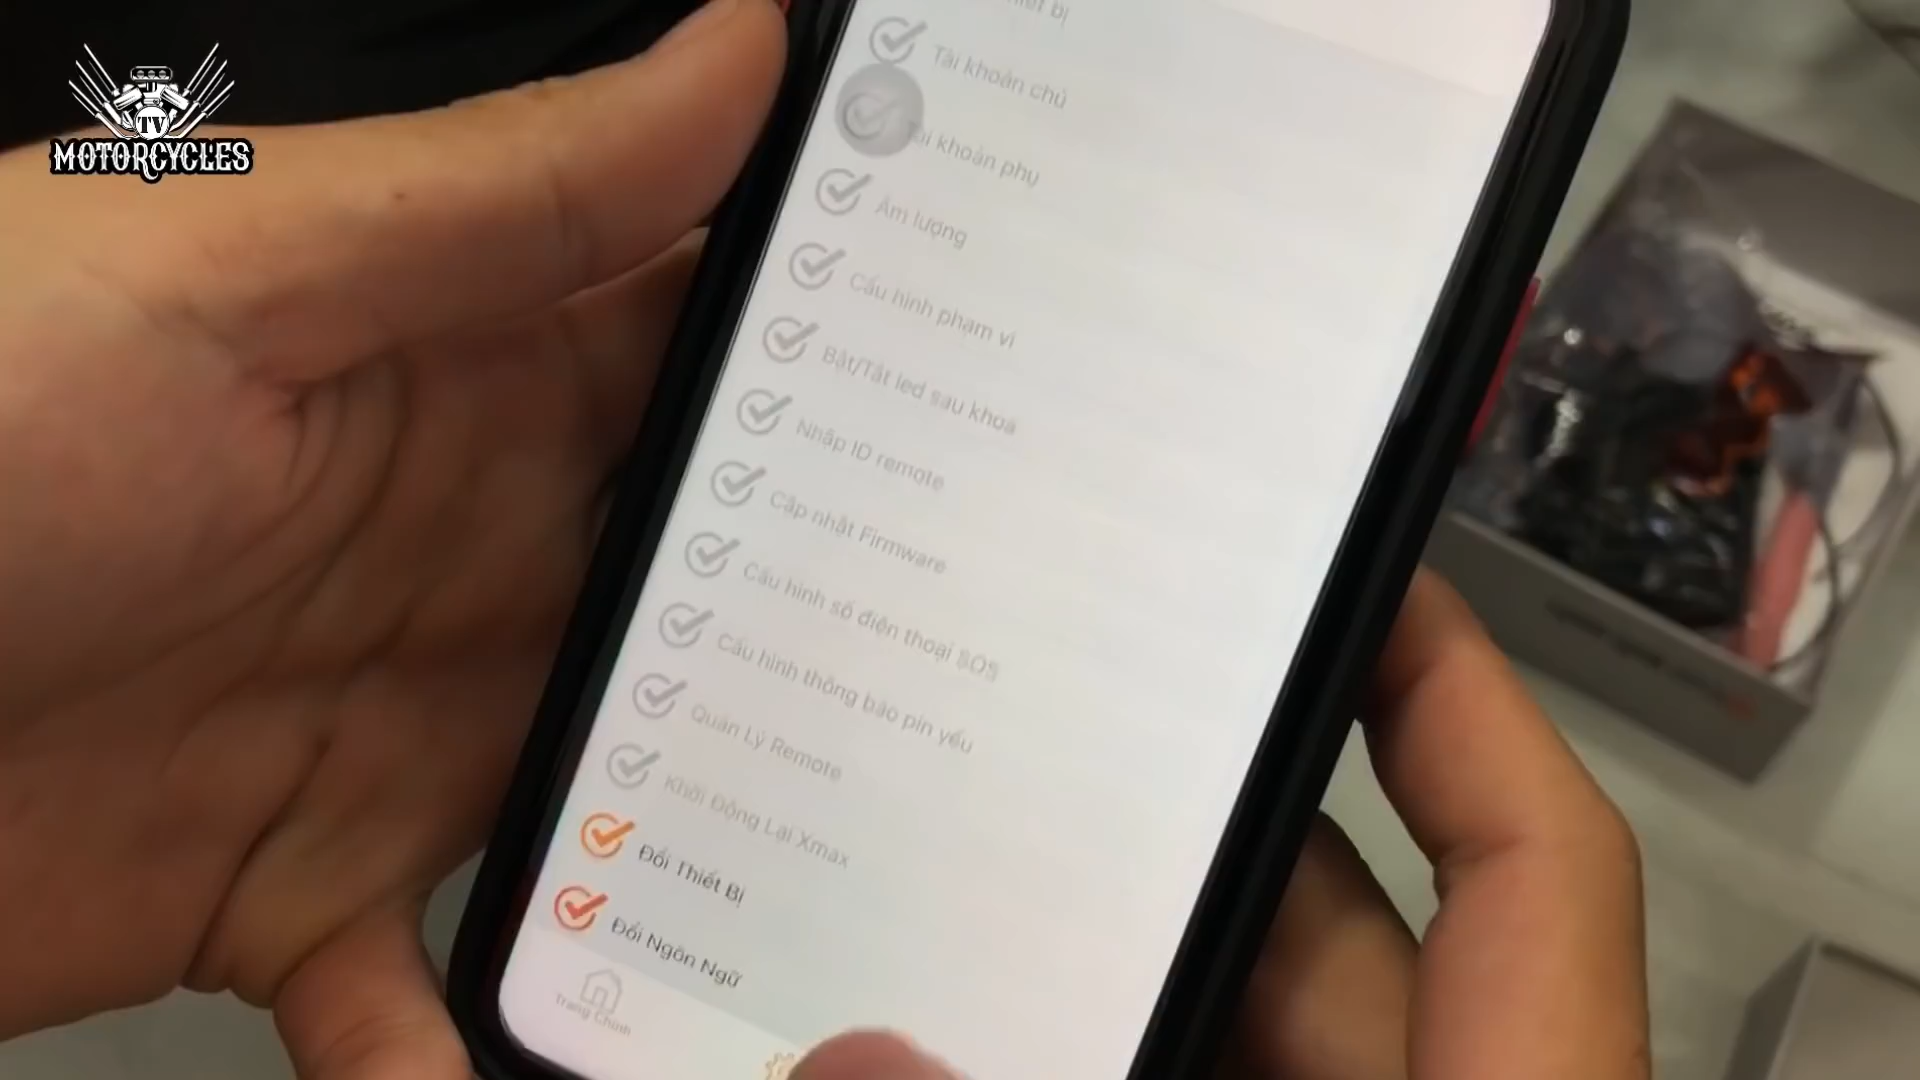 TV
MOTORCYCLES
Tài khoản chủ
khoản phụ
Âm lượng
Cấu hình phạm vi
Bật/Tắt led sau khoá
Nhập ID remote
Cập nhật Firmware
Cấu hình số điện thoại SOS
Cấu hình thông báo pin yếu
Quản Lý Remote
Khởi Động Lại Xmax
Đổi Thiết Bị
Đổi Ngôn Ngữ
Trang Chính